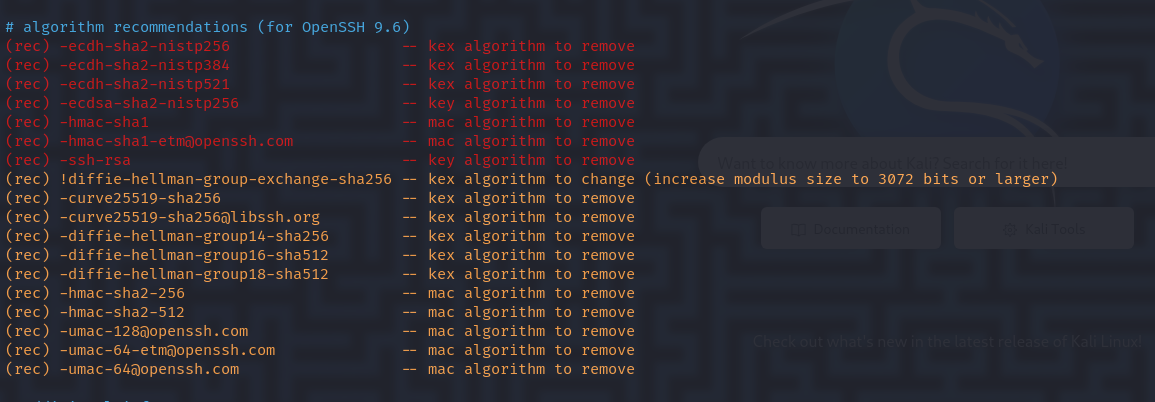 # algorithm recommendations (for OpenSSH 9.6)
(rec) -ecdh-sha2-nistp256                   -- kex algorithm to remove
(rec) -ecdh-sha2-nistp384                   -- kex algorithm to remove
(rec) -ecdh-sha2-nistp521                   -- kex algorithm to remove
(rec) -ecdsa-sha2-nistp256                  -- key algorithm to remove
(rec) -hmac-sha1                            -- mac algorithm to remove
(rec) -hmac-sha1-etm@openssh.com            -- mac algorithm to remove
(rec) -ssh-rsa                              -- key algorithm to remove
Want to know more about Kali? Search for it here!
(rec) !diffie-hellman-group-exchange-sha256 -- kex algorithm to change (increase modulus size to 3072 bits or larger)
(rec) -curve25519-sha256                    -- kex algorithm to remove
(rec) -curve25519-sha256@libssh.org         -- kex algorithm to remove
Documentation
Kali Tools
(rec) -diffie-hellman-group14-sha256        -- kex algorithm to remove
(rec) -diffie-hellman-group16-sha512        -- kex algorithm to remove
(rec) -diffie-hellman-group18-sha512        -- kex algorithm to remove
(rec) -hmac-sha2-256                        -- mac algorithm to remove
(rec) -hmac-sha2-512                        -- mac algorithm to remove
(rec) -umac-128@openssh.com                 -- mac algorithm to remove
Check out what's new in the latest release of Kali Linux!
(rec) -umac-64-etm@openssh.com              -- mac algorithm to remove
(rec) -umac-64@openssh.com                  -- mac algorithm to remove